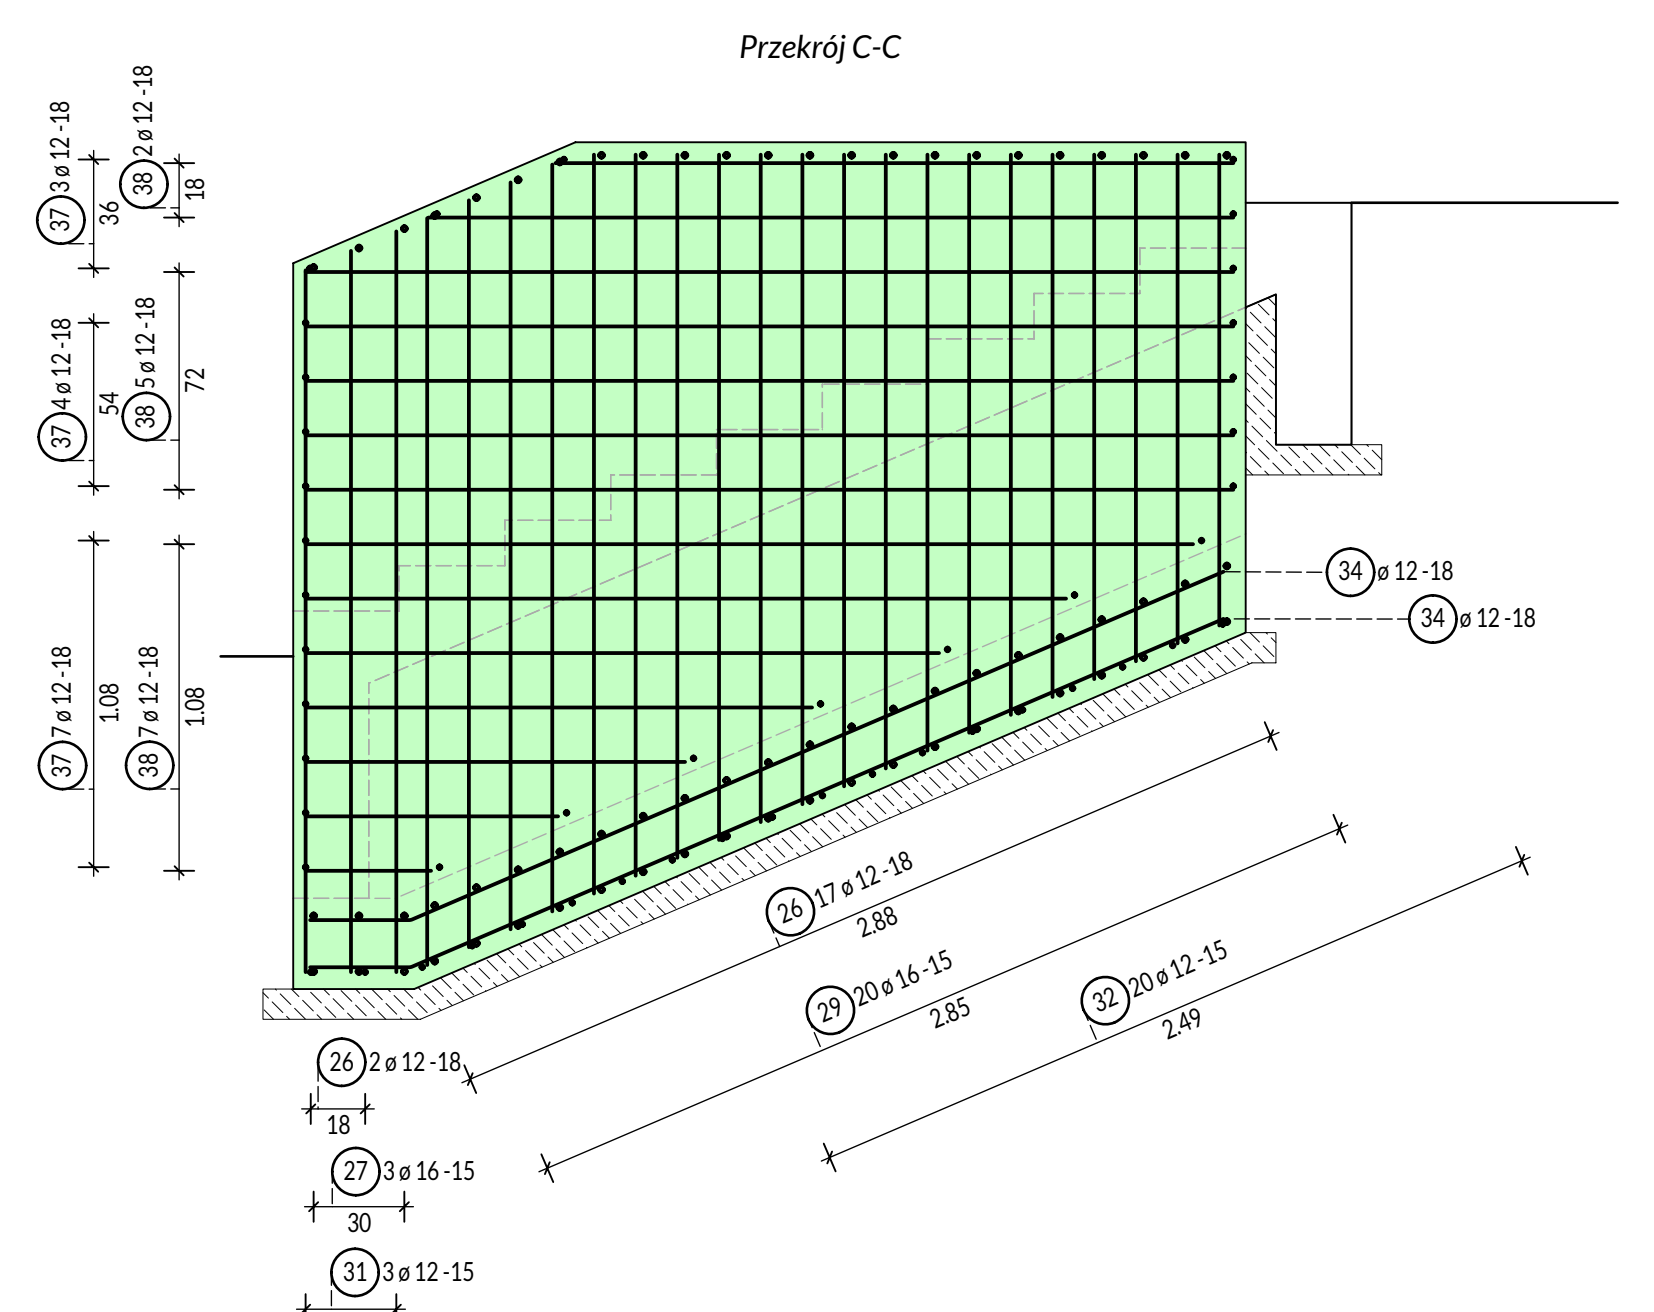 Przekrój C-C
37 3 ø 12 -18
36
38 2 ø 12 -18
18
37 4 ø 12 -18
54
38 5 ø 12 -18
72
37 7 ø 12 -18
1.08
38 7 ø 12 -18
1.08
34 ø 12 -18
34 ø 12 -18
26 17 ø 12 -18
2.88
29 20 ø 16 -15
2.85
32 20 ø 12 -15
2.49
26 2 ø 12 -18
18
27 3 ø 16 -15
30
31 3 ø 12 -15